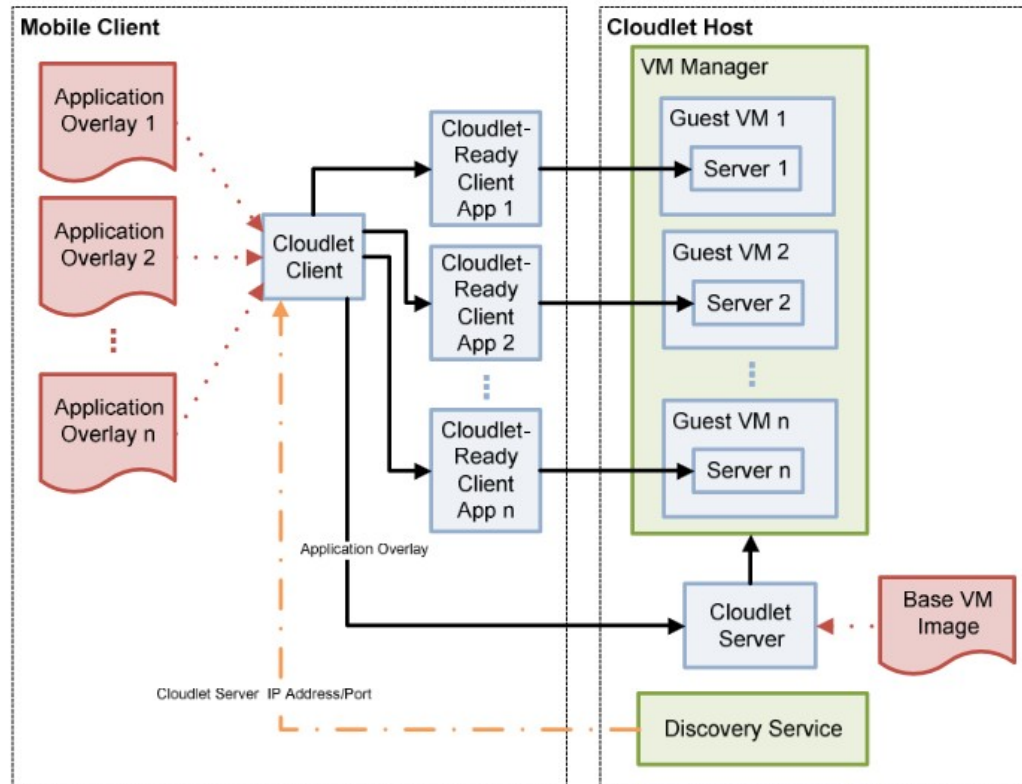 Mobile Client
Application
Overlay 1
Application
Overlay 2
Application
Overlay n
Cloudlet
Client
Cloudlet-
Ready
Client
App 1
Cloudlet-
Ready
Client
App 2
Cloudlet-
Ready
Client
App n
Application Overlay
Cloudlet Server IP Address/Port
Cloudlet Host
VM Manager
Guest VM 1
Server 1
Guest VM 2
Server 2
Guest VM n
Server n
Cloudlet
Server
Base VM
Image
Discovery Service